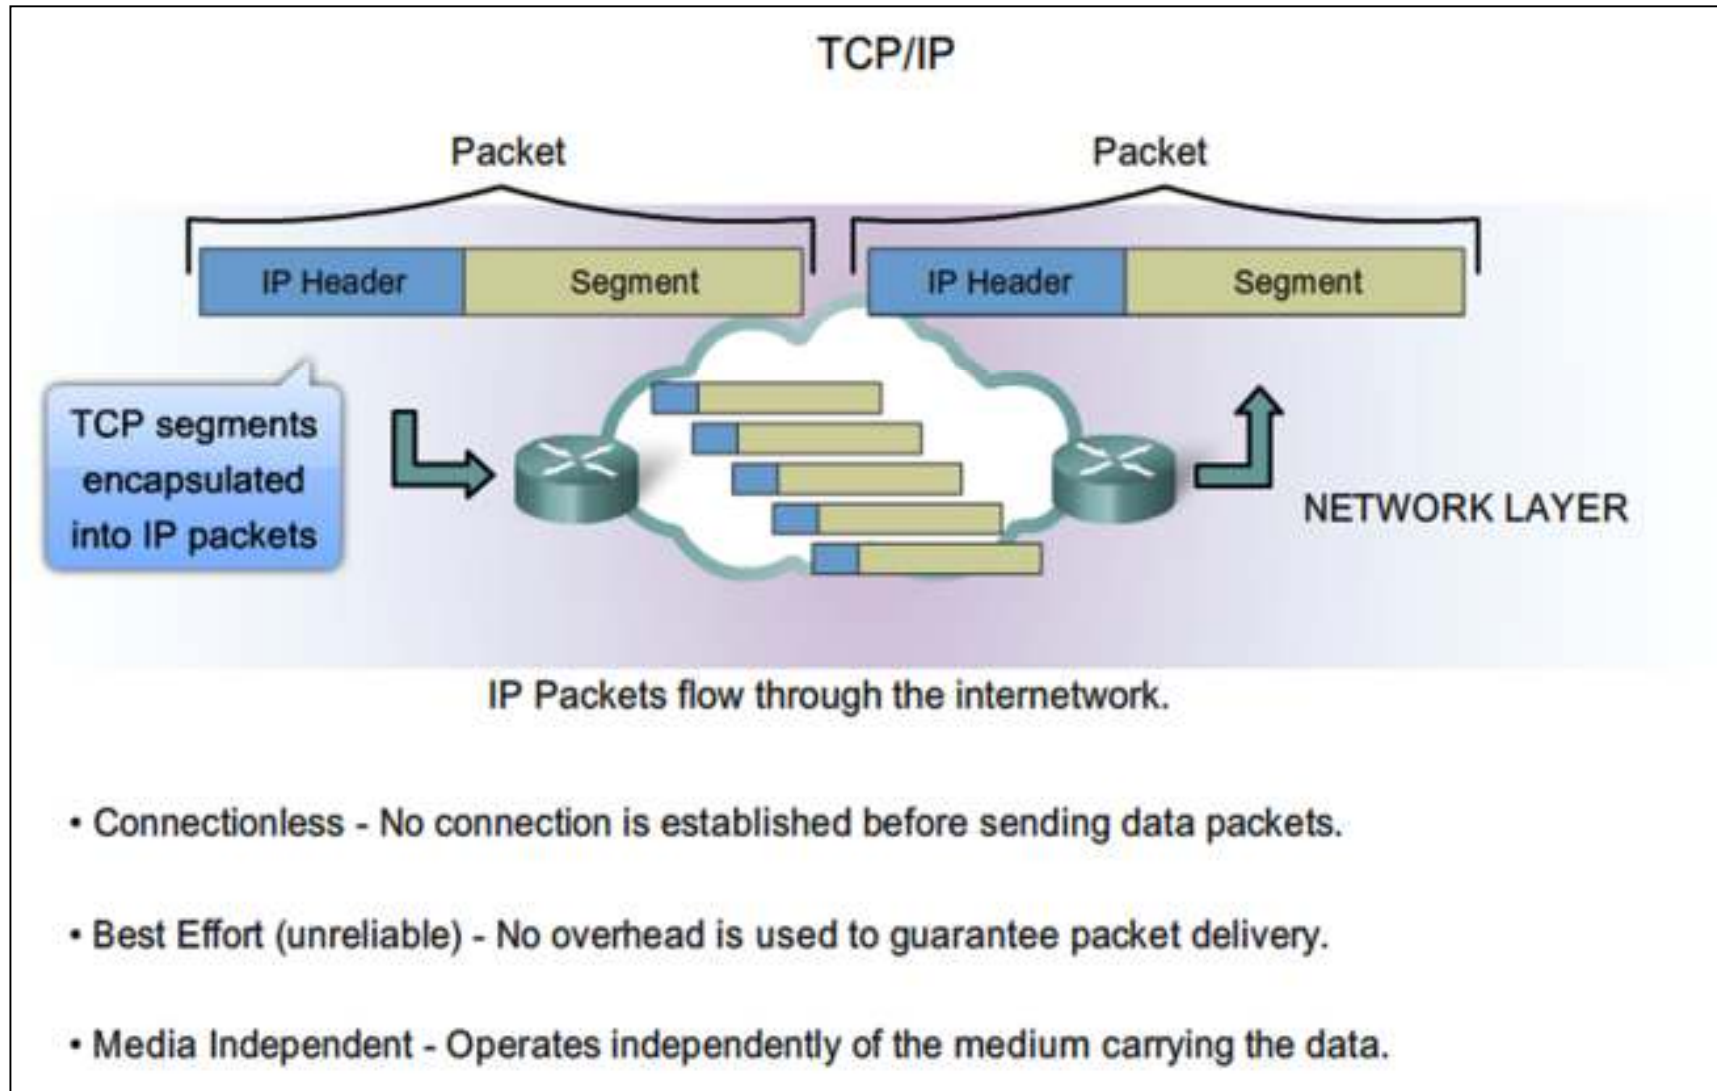 TCP/IP
Packet Packet
IP Header Segment IP Header Segment
TCP segments
encapsulated
into IP packets
NETWORK LAYER
IP Packets flow through the internetwork.
• Connectionless - No connection is established before sending data packets.
• Best Effort (unreliable) - No overhead is used to guarantee packet delivery.
• Media Independent - Operates independently of the medium carrying the data.